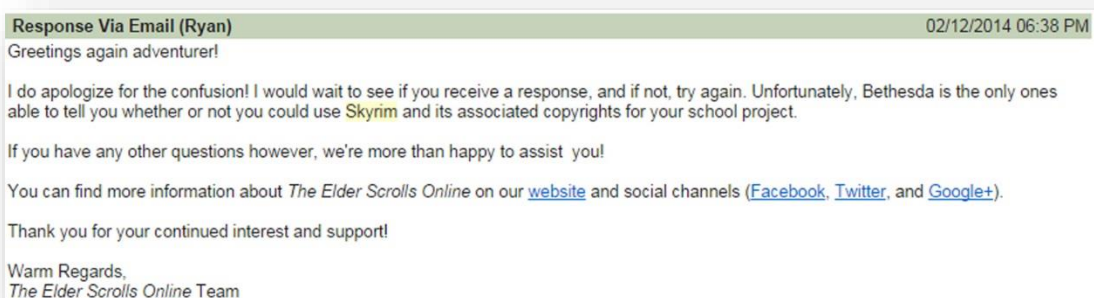 Response Via Email (Ryan) 02/12/2014 06:38 PM
Greetings again adventurer!
I do apologize for the confusion! I would wait to see if you receive a response, and if not, try again. Unfortunately, Bethesda is the only ones
able to tell you whether or not you could use Skyrim and its associated copyrights for your school project.
If you have any other questions however, we're more than happy to assist  you!
You can find more information about The Elder Scrolls Online on our website and social channels (Facebook, Twitter, and Google+).
Thank you for your continued interest and support!
Warm Regards,
The Elder Scrolls Online Team